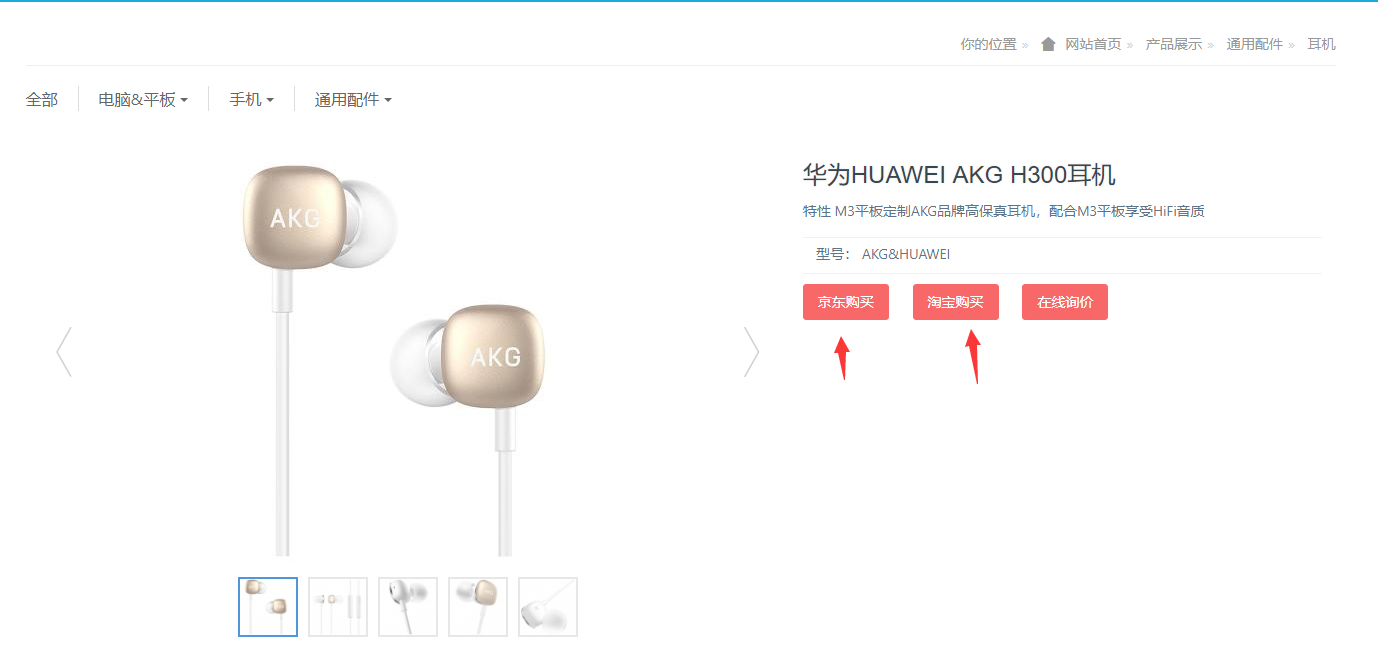 你的位置 » 网站首页 » 产品展示 » 通用配件 » 耳机
全部 电脑&平板 手机 通用配件
华为HUAWEI AKG H300耳机
特性 M3平板定制AKG品牌高保真耳机，配合M3平板享受HiFi音质
型号： AKG&HUAWEI
京东购买 淘宝购买 在线询价
AKG
AKG